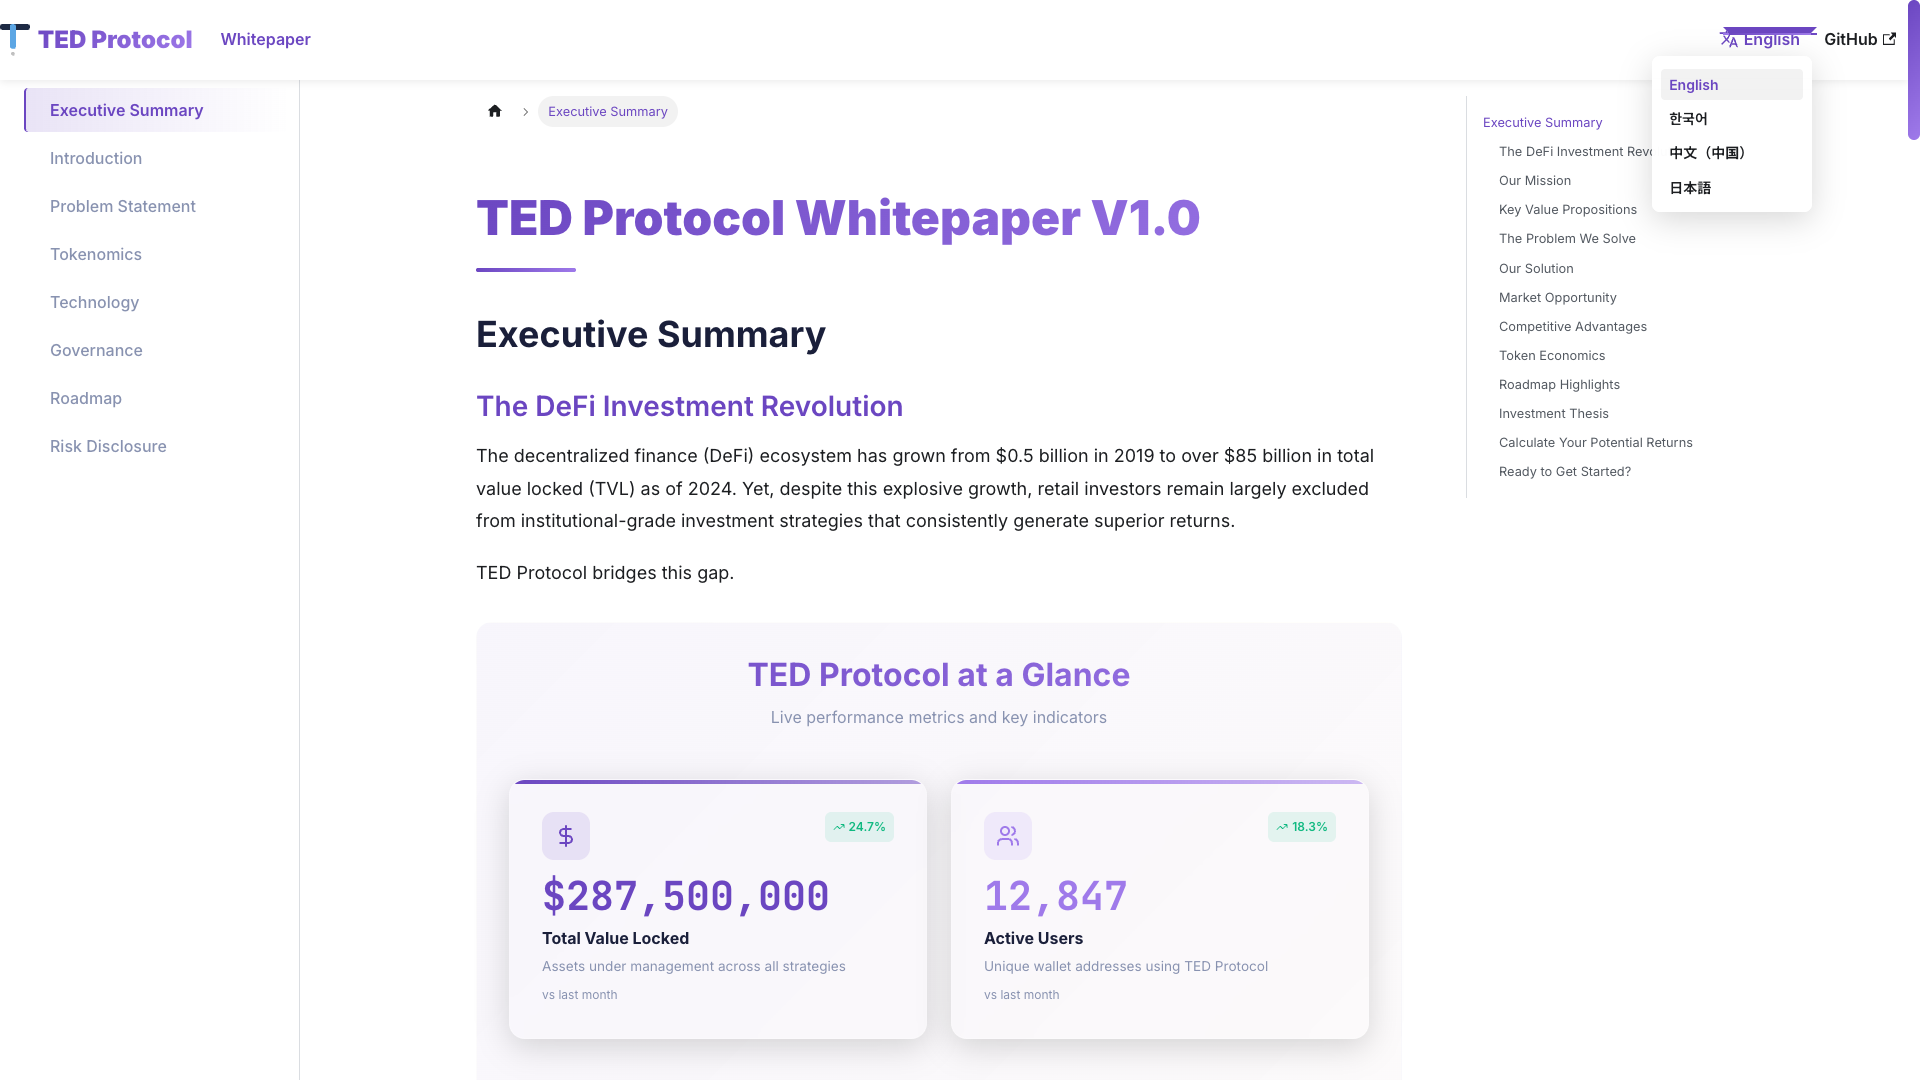 TED Protocol
Whitepaper
English
GitHub
English
한국어
中文（中国）
日本語
Executive Summary
Introduction
Problem Statement
Tokenomics
Technology
Governance
Roadmap
Risk Disclosure
Executive Summary
TED Protocol Whitepaper V1.0
Executive Summary
The DeFi Investment Revolution
The decentralized finance (DeFi) ecosystem has grown from $0.5 billion in 2019 to over $85 billion in total
value locked (TVL) as of 2024. Yet, despite this explosive growth, retail investors remain largely excluded
from institutional-grade investment strategies that consistently generate superior returns.
TED Protocol bridges this gap.
TED Protocol at a Glance
Live performance metrics and key indicators
24.7%
$287,500,000
Total Value Locked
Assets under management across all strategies
vs last month
18.3%
12,847
Active Users
Unique wallet addresses using TED Protocol
vs last month
Executive Summary
The DeFi Investment Revo
Our Mission
Key Value Propositions
The Problem We Solve
Our Solution
Market Opportunity
Competitive Advantages
Token Economics
Roadmap Highlights
Investment Thesis
Calculate Your Potential Returns
Ready to Get Started?